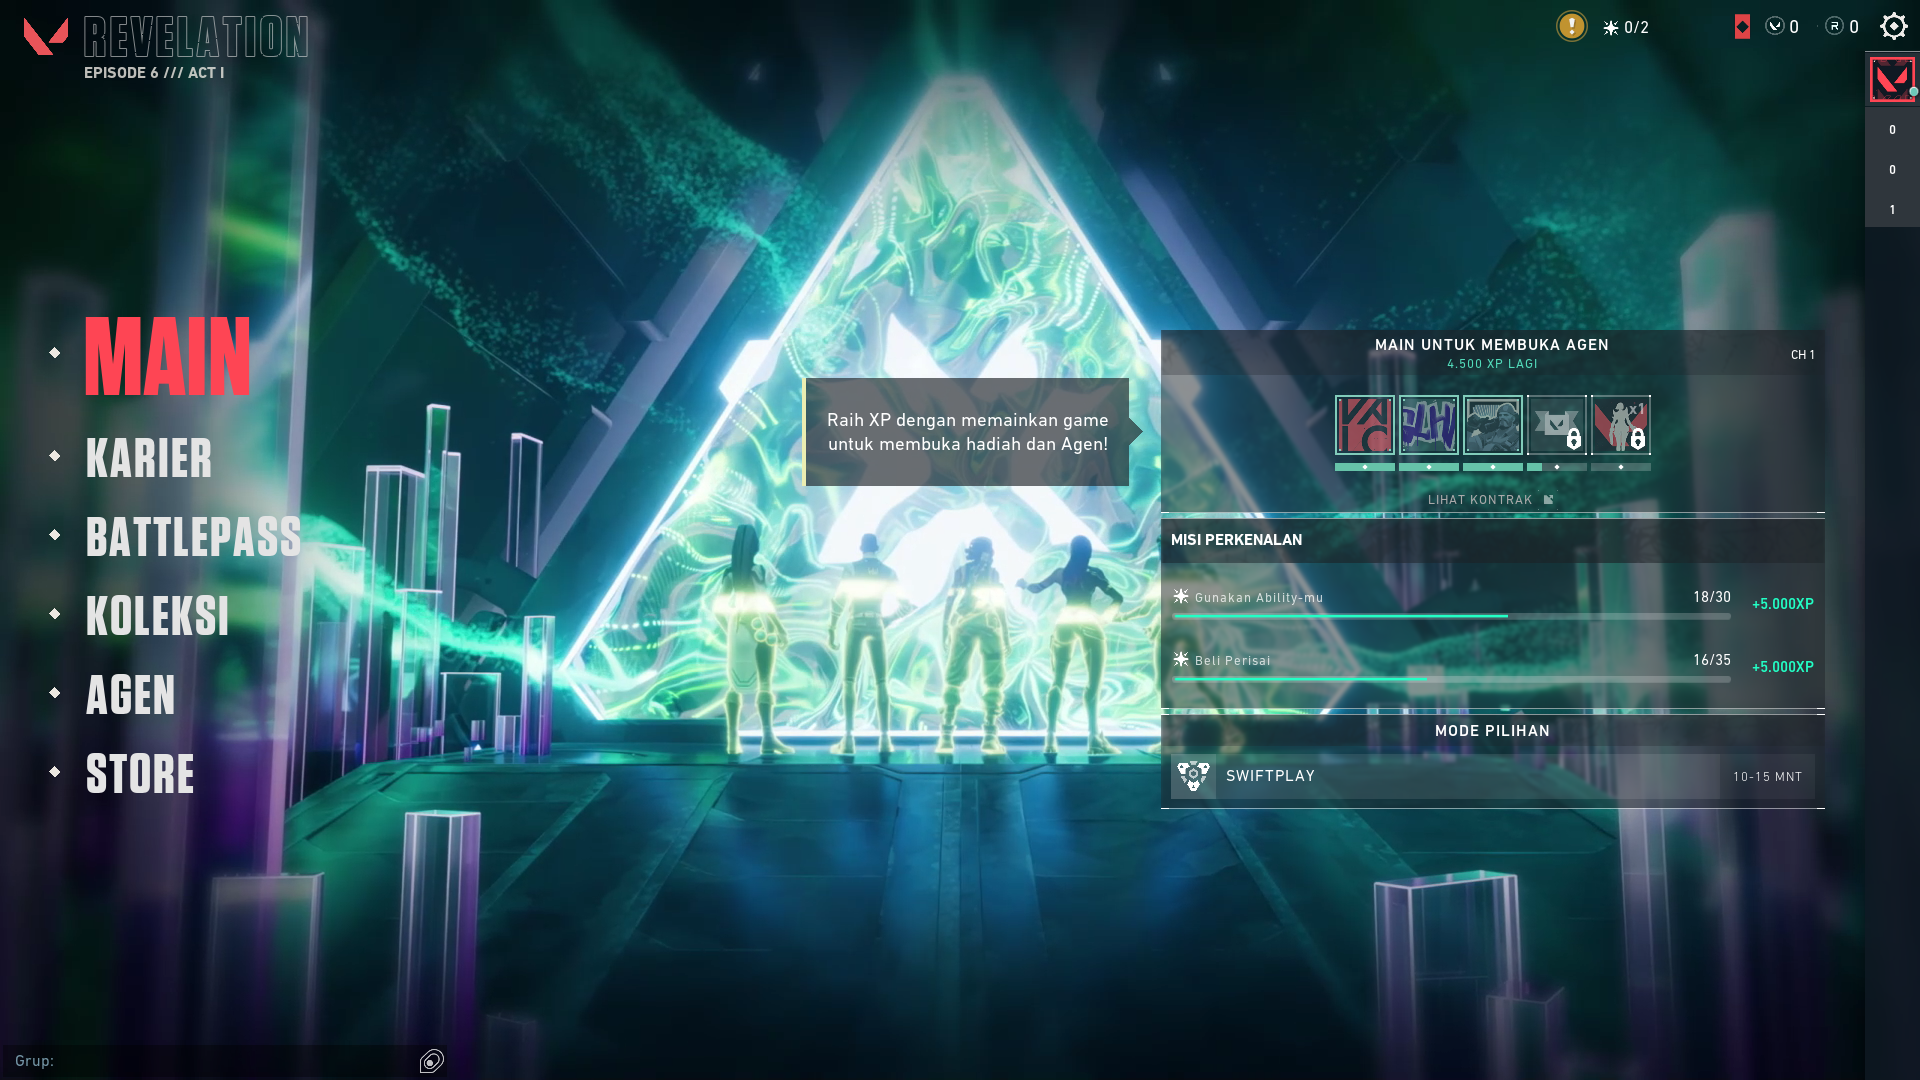 REVELATION
EPISODE 6 /// ACT I
0/2
0
R 0
0
0
1
MAIN
KARIER
BATTLEPASS
KOLEKSI
AGEN
STORE
Raih XP dengan memainkan game
untuk membuka hadiah dan Agen!
MAIN UNTUK MEMBUKA AGEN
4.500 XP LAGI
CH 1
x1
LIHAT KONTRAK
MISI PERKENALAN
Gunakan Ability-mu
18/30
+5.000XP
Beli Perisai
16/35
+5.000XP
MODE PILIHAN
SWIFTPLAY
10-15 MNT
Grup: